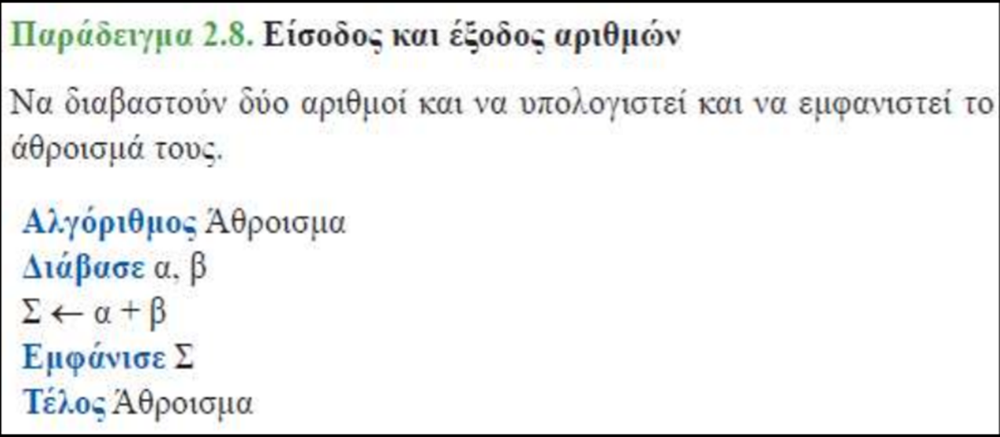 Παράδειγμα 2.8. Είσοδος και έξοδος αριθμών
Να διαβαστούν δύο αριθμοί και να υπολογιστεί και να εμφανιστεί το
άθροισμά τους.
Αλγόριθμος Άθροισμα
Διάβασε α, β
Σ ← α + β
Εμφάνισε Σ
Τέλος Άθροισμα